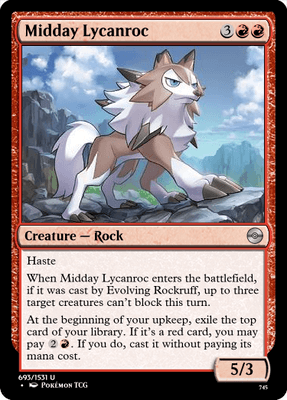 Midday Lycanroc 3
Creature — Rock
Haste
When Midday Lycanroc enters the battlefield,
if it was cast by Evolving Rockruff, up to three
target creatures can't block this turn.
At the beginning of your upkeep, exile the top
card of your library. If it's a red card, you may
pay 2. If you do, cast it without paying its
mana cost.
5/3
693/1531 U
• Pokémon TCG
745